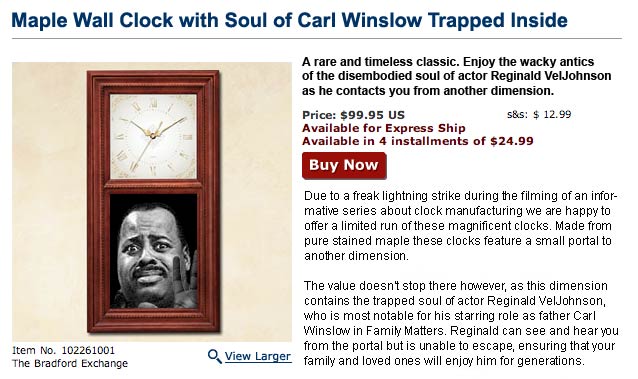 Maple Wall Clock with Soul of Carl Winslow Trapped Inside
A rare and timeless classic. Enjoy the wacky antics
of the disembodied soul of actor Reginald VelJohnson
as he contacts you from another dimension.
Price: $99.95 US
s&s: $ 12.99
Available for Express Ship
Available in 4 installments of $24.99
Buy Now
Due to a freak lightning strike during the filming of an infor-
mative series about clock manufacturing we are happy to
offer a limited run of these magnificent clocks. Made from
pure stained maple these clocks feature a small portal to
another dimension.
The value doesn't stop there however, as this dimension
contains the trapped soul of actor Reginald VelJohnson,
who is most notable for his starring role as father Carl
Winslow in Family Matters. Reginald can see and hear you
from the portal but is unable to escape, ensuring that your
family and loved ones will enjoy him for generations.
Item No. 102261001
The Bradford Exchange
View Larger